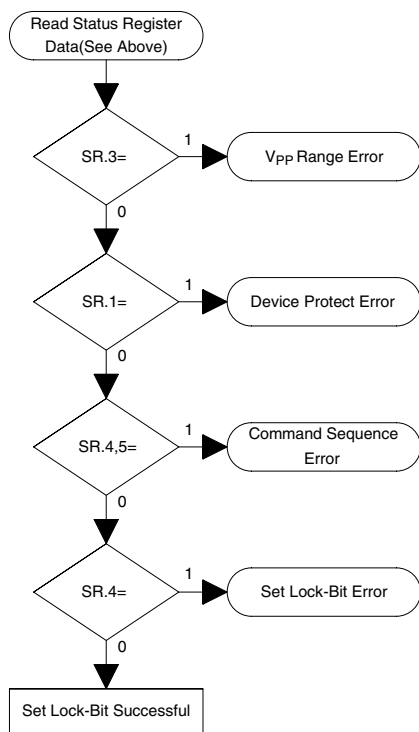 Read Status Register
Data(See Above)
SR.3=
1
VPP Range Error
0
SR.1=
1
Device Protect Error
0
SR.4,5=
1
Command Sequence
Error
0
SR.4=
1
Set Lock-Bit Error
0
Set Lock-Bit Successful